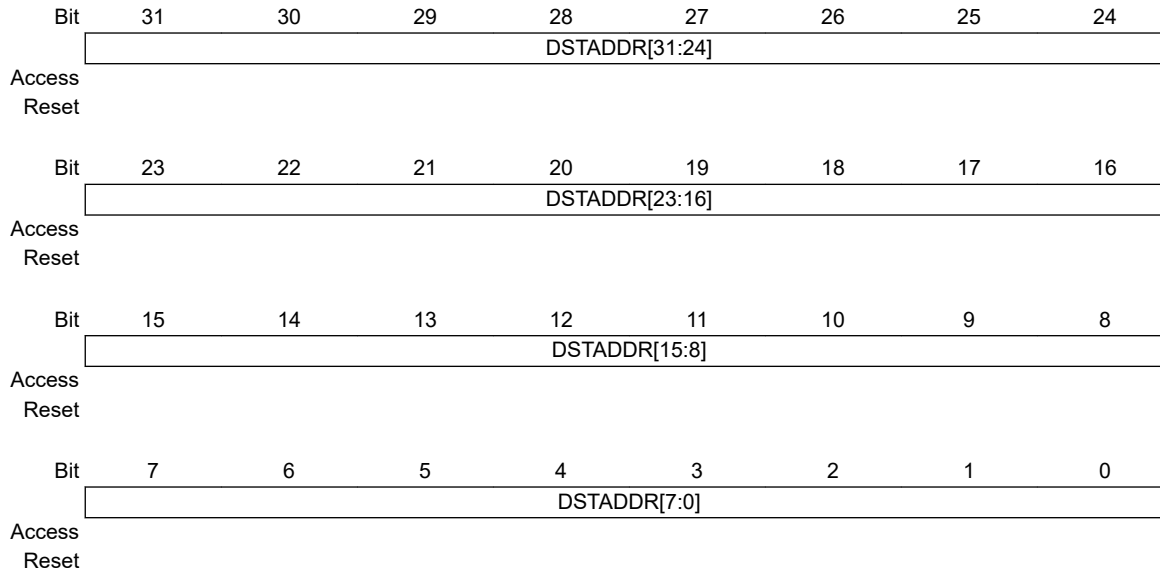 Bit 31 30 29 28 27 26 25 24
DSTADDR[31:24]
Access
Reset
Bit 23 22 21 20 19 18 17 16
DSTADDR[23:16]
Access
Reset
Bit 15 14 13 12 11 10 9 8
DSTADDR[15:8]
Access
Reset
Bit 7 6 5 4 3 2 1 0
DSTADDR[7:0]
Access
Reset